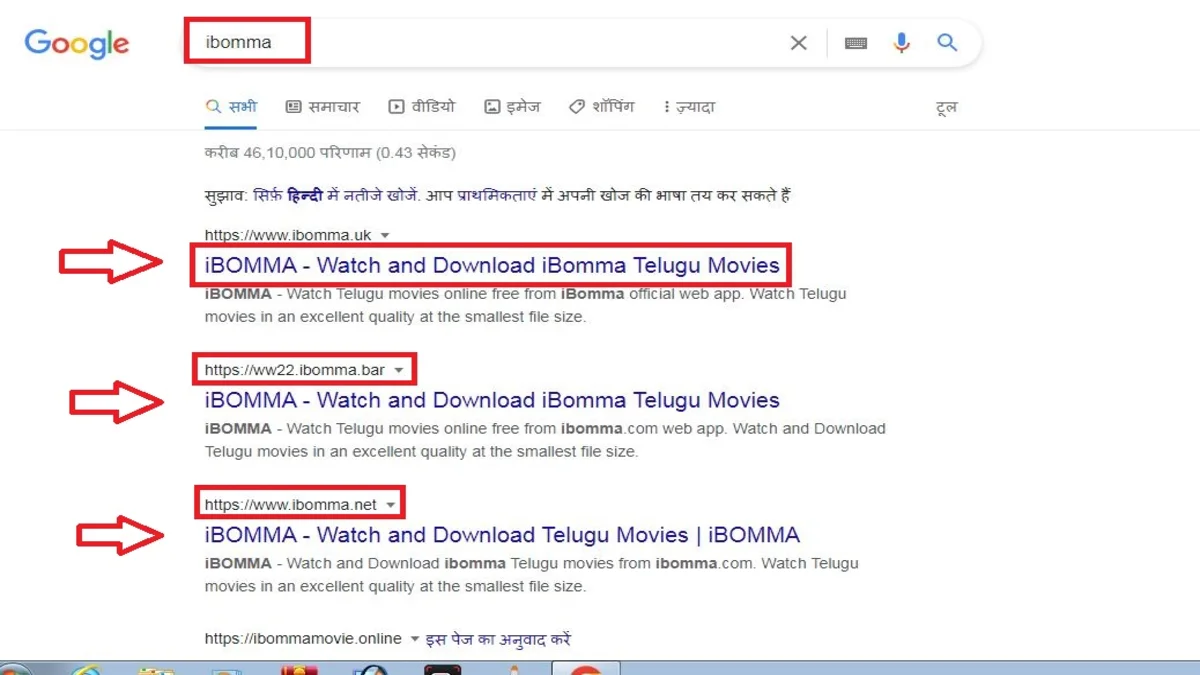 Google
ibomma
सभी समाचार वीडियो इमेज शॉपिंग ज़्यादा टूल
करीब 46,10,000 परिणाम (0.43 सेकंड)
सुझाव: सिर्फ़ हिन्दी में नतीजे खोजें. आप प्राथमिकताएं में अपनी खोज की भाषा तय कर सकते हैं
https://www.ibomma.uk
iBOMMA - Watch and Download iBomma Telugu Movies
iBOMMA - Watch Telugu movies online free from iBomma official web app. Watch Telugu
movies in an excellent quality at the smallest file size.
https://ww22.ibomma.bar
iBOMMA - Watch and Download iBomma Telugu Movies
iBOMMA - Watch Telugu movies online free from ibomma.com web app. Watch and Download
Telugu movies in an excellent quality at the smallest file size.
https://www.ibomma.net
iBOMMA - Watch and Download Telugu Movies | iBOMMA
iBOMMA - Watch and Download ibomma Telugu movies from ibomma.com. Watch Telugu
movies in an excellent quality at the smallest file size.
https://ibommamovie.online इस पेज का अनुवाद करें